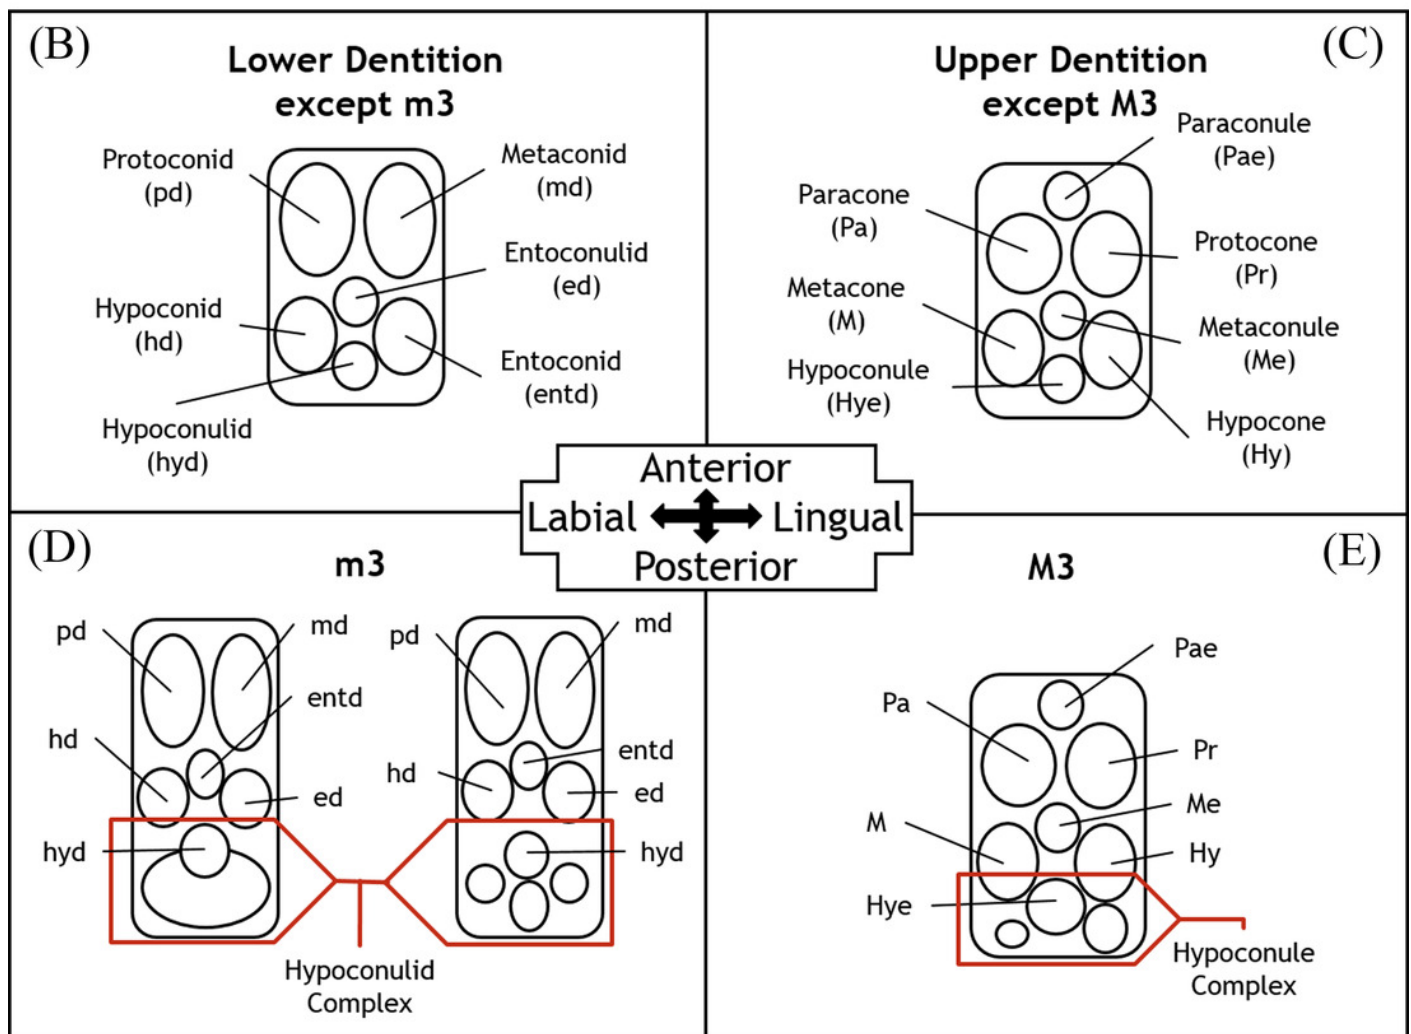 (B)
Lower Dentition
except m3
Protoconid
(pd)
Metaconid
(md)
Entoconulid
(ed)
Hypoconid
(hd)
Entoconid
(entd)
Hypoconulid
(hyd)
(C)
Upper Dentition
except M3
Paraconule
(Pae)
Paracone
(Pa)
Protocone
(Pr)
Metacone
(M)
Metaconule
(Me)
Hypoconule
(Hye)
Hypocone
(Hy)
Anterior
Labial Lingual
Posterior
(D)
m3
pd
md
entd
hd
ed
hyd
pd
md
entd
hd
ed
hyd
Hypoconulid
Complex
(E)
M3
Pae
Pa
Pr
Me
M
Hy
Hye
Hypoconule
Complex